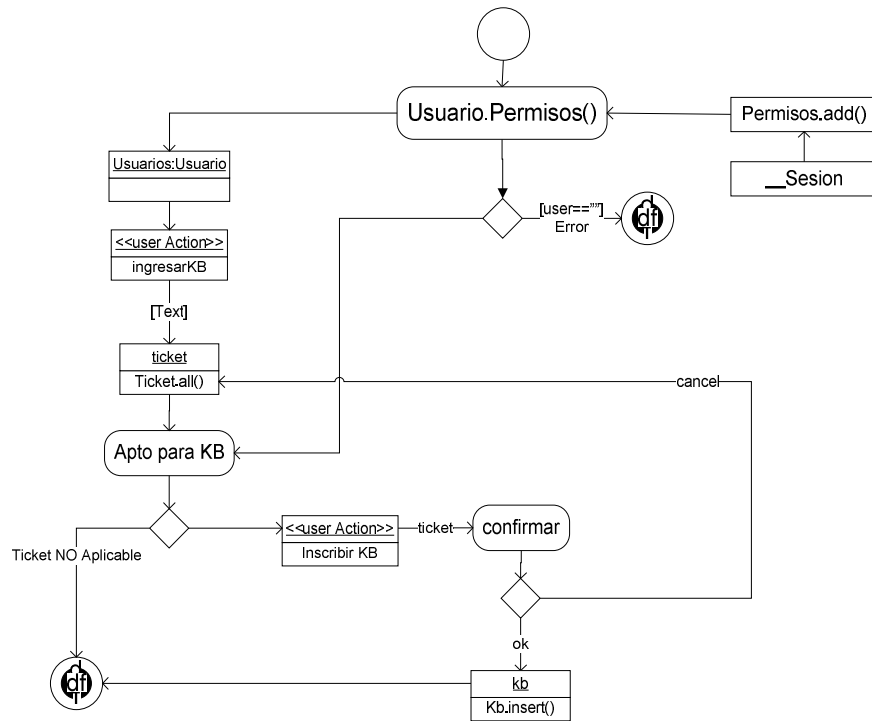 Usuario.Permisos()
Permisos.add()
__Sesion
Usuarios:Usuario
[user==""]
Error
df
<<user Action>>
ingresarKB
[Text]
ticket
Ticket.all()
cancel
Apto para KB
<<user Action>>
Inscribir KB
ticket
confirmar
Ticket NO Aplicable
ok
df
kb
Kb.insert()